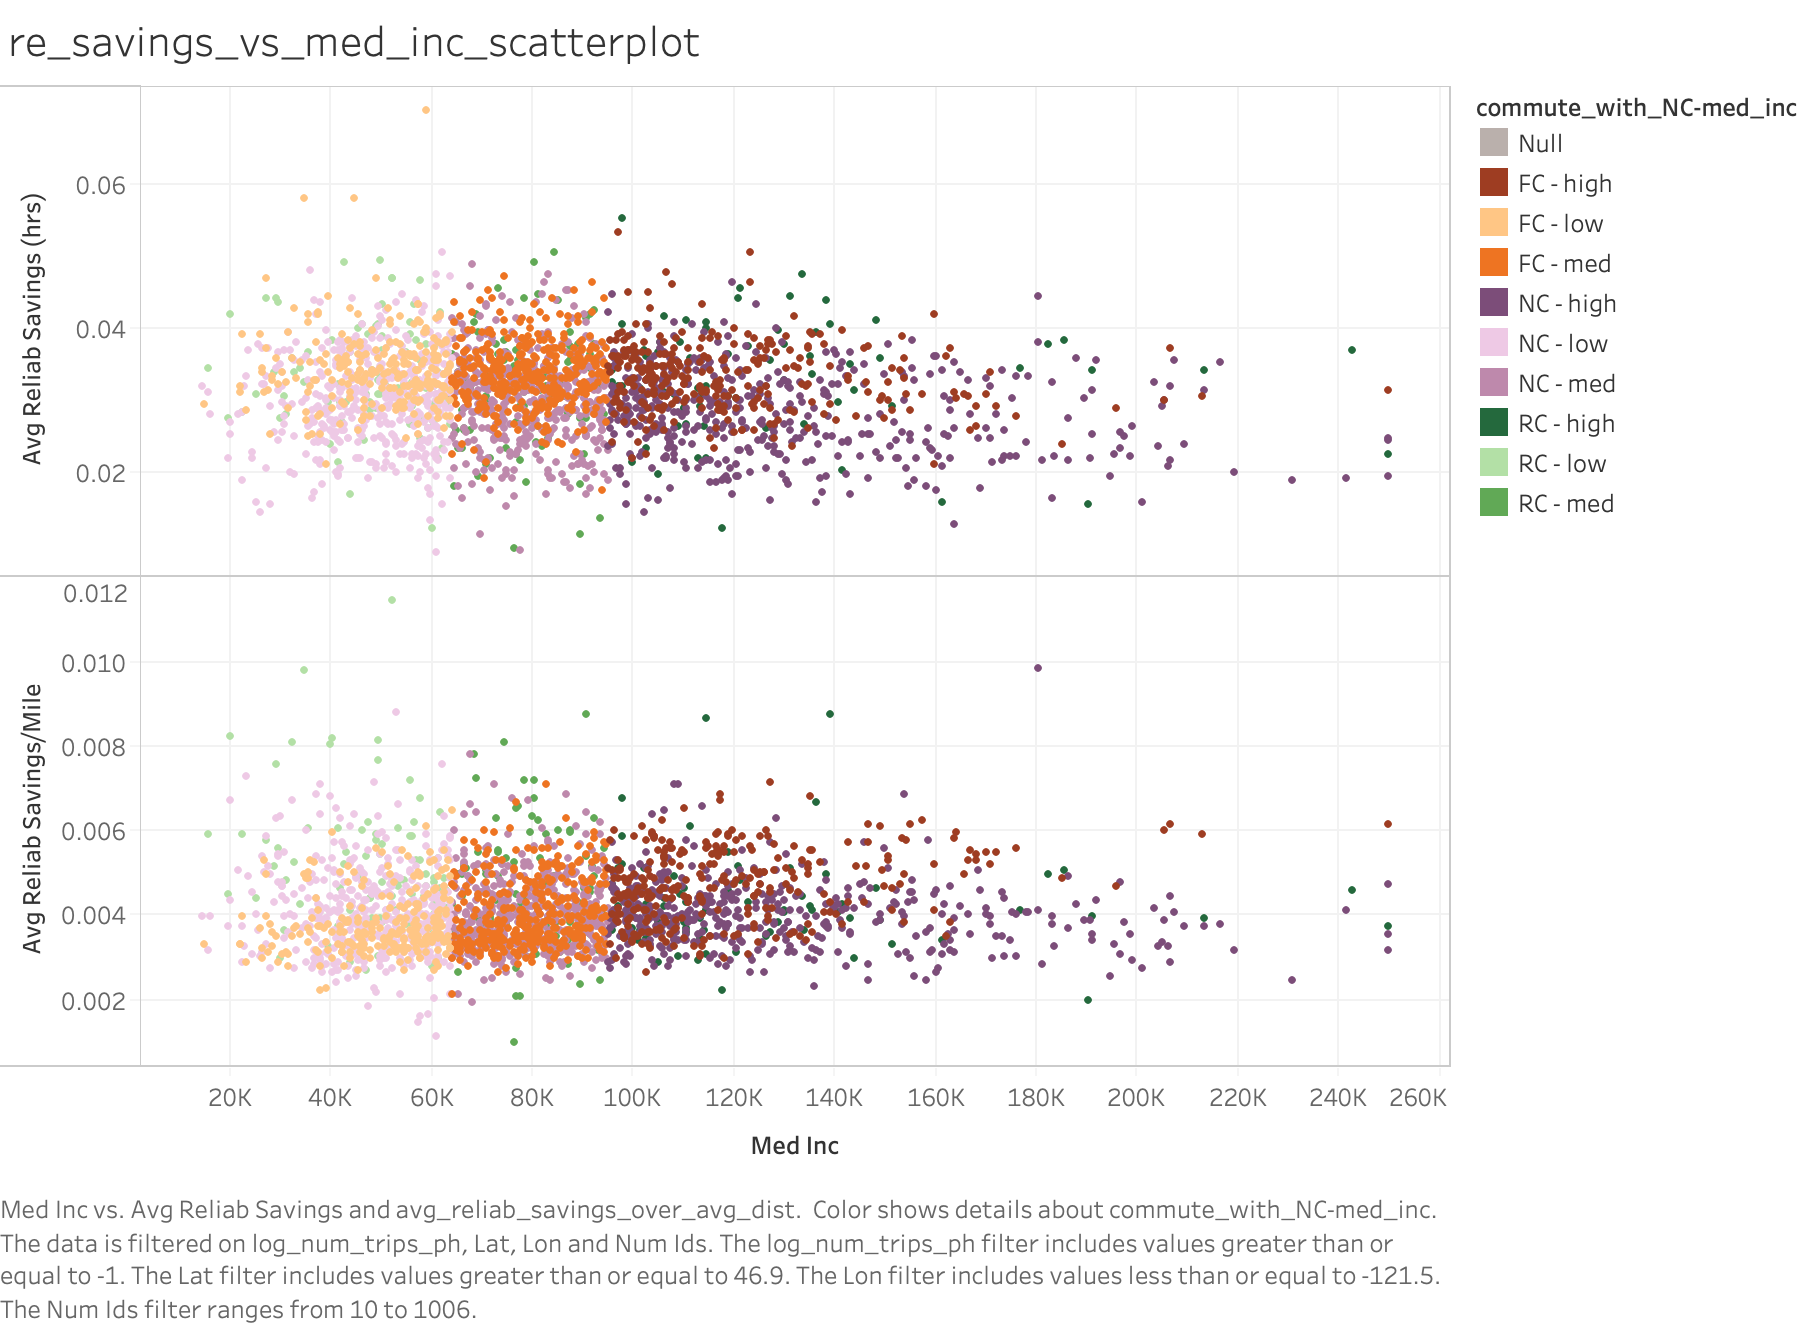 re_savings_vs_med_inc_scatterplot
commute_with_NC-med_inc
Null
FC - high
FC - low
FC - med
NC - high
NC - low
NC - med
RC - high
RC - low
RC - med
Avg Reliab Savings (hrs)
0.06
0.04
0.02
Avg Reliab Savings/Mile
0.012
0.010
0.008
0.006
0.004
0.002
20K 40K 60K 80K 100K 120K 140K 160K 180K 200K 220K 240K 260K
Med Inc
Med Inc vs. Avg Reliab Savings and avg_reliab_savings_over_avg_dist.  Color shows details about commute_with_NC-med_inc.
The data is filtered on log_num_trips_ph, Lat, Lon and Num Ids. The log_num_trips_ph filter includes values greater than or
equal to -1. The Lat filter includes values greater than or equal to 46.9. The Lon filter includes values less than or equal to -121.5.
The Num Ids filter ranges from 10 to 1006.